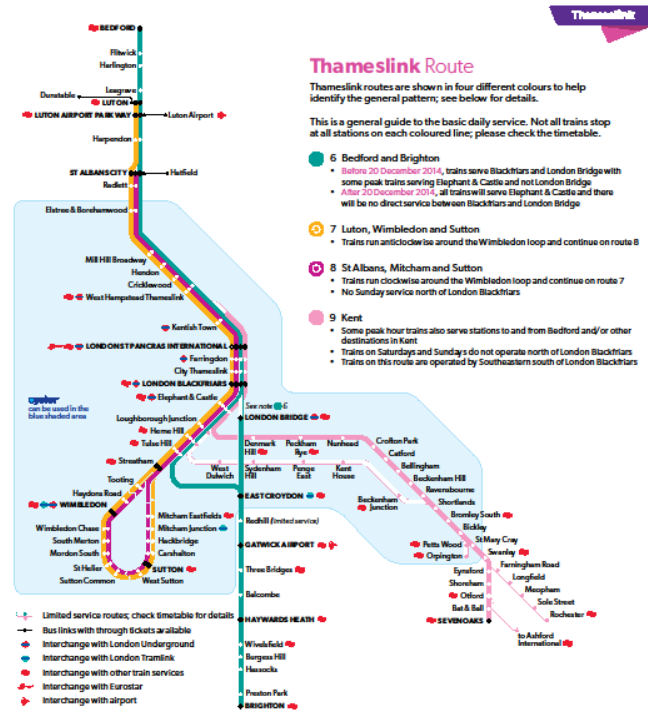 Thameslink
Thameslink Route
Thameslink routes are shown in four different colours to help
identify the general pattern; see below for details.
This is a general guide to the basic daily service. Not all trains stop
at all stations on each coloured line; please check the timetable.
6 Bedford and Brighton
• Before 20 December 2014, trains serve Blackfriars and London Bridge with
some peak trains serving Elephant & Castle and not London Bridge
• After 20 December 2014, all trains will serve Elephant & Castle and there
will be no direct service between Blackfriars and London Bridge
7 Luton, Wimbledon and Sutton
• Trains run anticlockwise around the Wimbledon loop and continue on route 8
8 St Albans, Mitcham and Sutton
• Trains run clockwise around the Wimbledon loop and continue on route 7
• No Sunday service north of London Blackfriars
9 Kent
• Some peak hour trains also serve stations to and from Bedford and/or other
destinations in Kent
• Trains on Saturdays and Sundays do not operate north of London Blackfriars
• Trains on this route are operated by Southeastern south of London Blackfriars
BEDFORD
Flitwick
Harlington
Leagrave
Dunstable
LUTON
LUTON AIRPORT PARKWAY
Luton Airport
Harpendon
ST ALBANS CITY
Hatfield
Radlett
Elstree & Borehamwood
Mill Hill Broadway
Hendon
Cricklewood
West Hampstead Thameslink
Kentish Town
LONDON ST PANCRAS INTERNATIONAL
Farringdon
City Thameslink
LONDON BLACKFRIARS
Elephant & Castle
oyster
can be used in the
blue shaded area
See note 6
LONDON BRIDGE
Loughborough Junction
Herne Hill
Tulse Hill
Streatham
Tooting
Haydons Road
WIMBLEDON
Wimbledon Chase
South Merton
Mordon South
St Helier
Sutton Common
West Sutton
SUTTON
Carshalton
Hackbridge
Mitcham Junction
Mitcham Eastfields
Denmark
Hill
Peckham
Rye
Nunhead
Crofton Park
Catford
Bellingham
Beckenham Hill
Ravensbourne
Shortlands
Bromley South
Bickley
St Mary Cray
Swanley
West
Dulwich
Sydenham
Hill
Penge
East
Kent
House
Beckenham
Junction
Petts Wood
Orpington
Farningham Road
Longfield
Meopham
Sole Street
Rochester
Eynsford
Shoreham
Otford
Bat & Ball
SEVENOAKS
to Ashford
International
EAST CROYDON
Redhill (limited service)
GATWICK AIRPORT
Three Bridges
Balcombe
HAYWARDS HEATH
Wivelsfield
Burgess Hill
Hassocks
Preston Park
BRIGHTON
Limited service routes; check timetable for details
Bus links with through tickets available
Interchange with London Underground
Interchange with London Tramlink
Interchange with other train services
Interchange with Eurostar
Interchange with airport